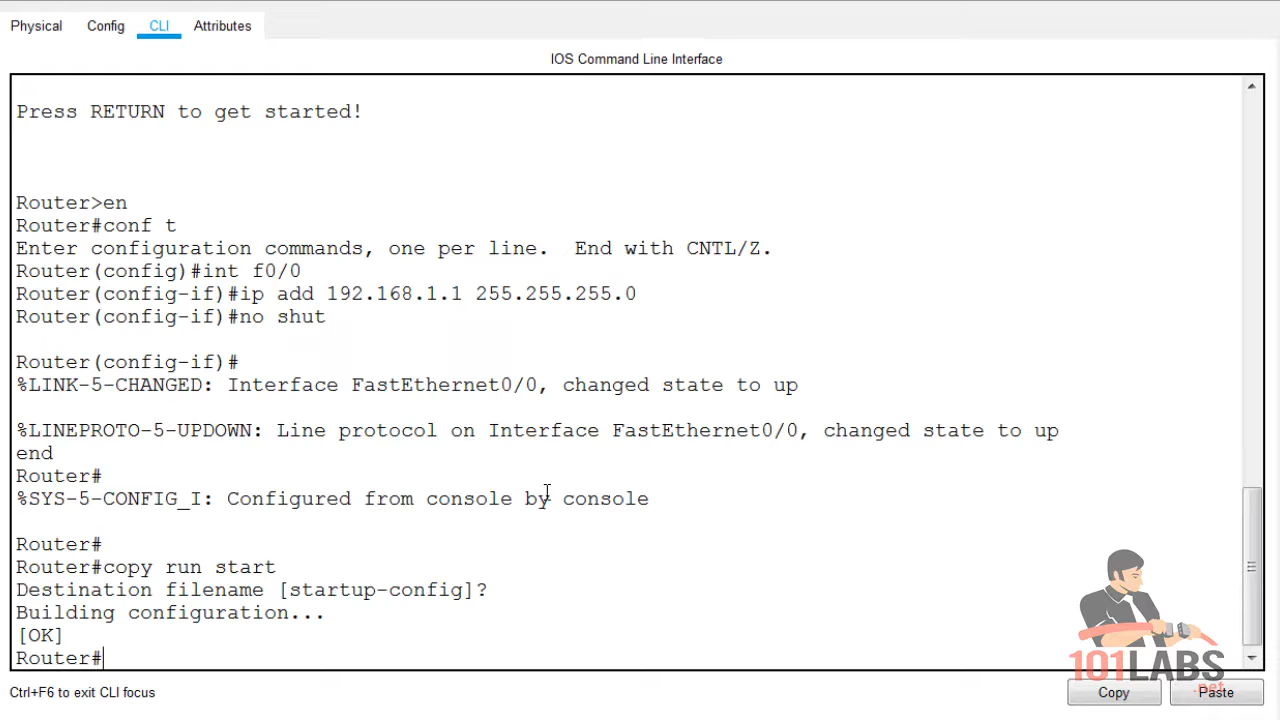 Physical Config CLI Attributes
IOS Command Line Interface
Press RETURN to get started!
Router>en
Router#conf t
Enter configuration commands, one per line.  End with CNTL/Z.
Router(config)#int f0/0
Router(config-if)#ip add 192.168.1.1 255.255.255.0
Router(config-if)#no shut
Router(config-if)#
%LINK-5-CHANGED: Interface FastEthernet0/0, changed state to up
%LINEPROTO-5-UPDOWN: Line protocol on Interface FastEthernet0/0, changed state to up
end
Router#
%SYS-5-CONFIG_I: Configured from console by console
Router#
Router#copy run start
Destination filename [startup-config]?
Building configuration...
[OK]
Router#
101LABS
.net
Ctrl+F6 to exit CLI focus
Copy Paste